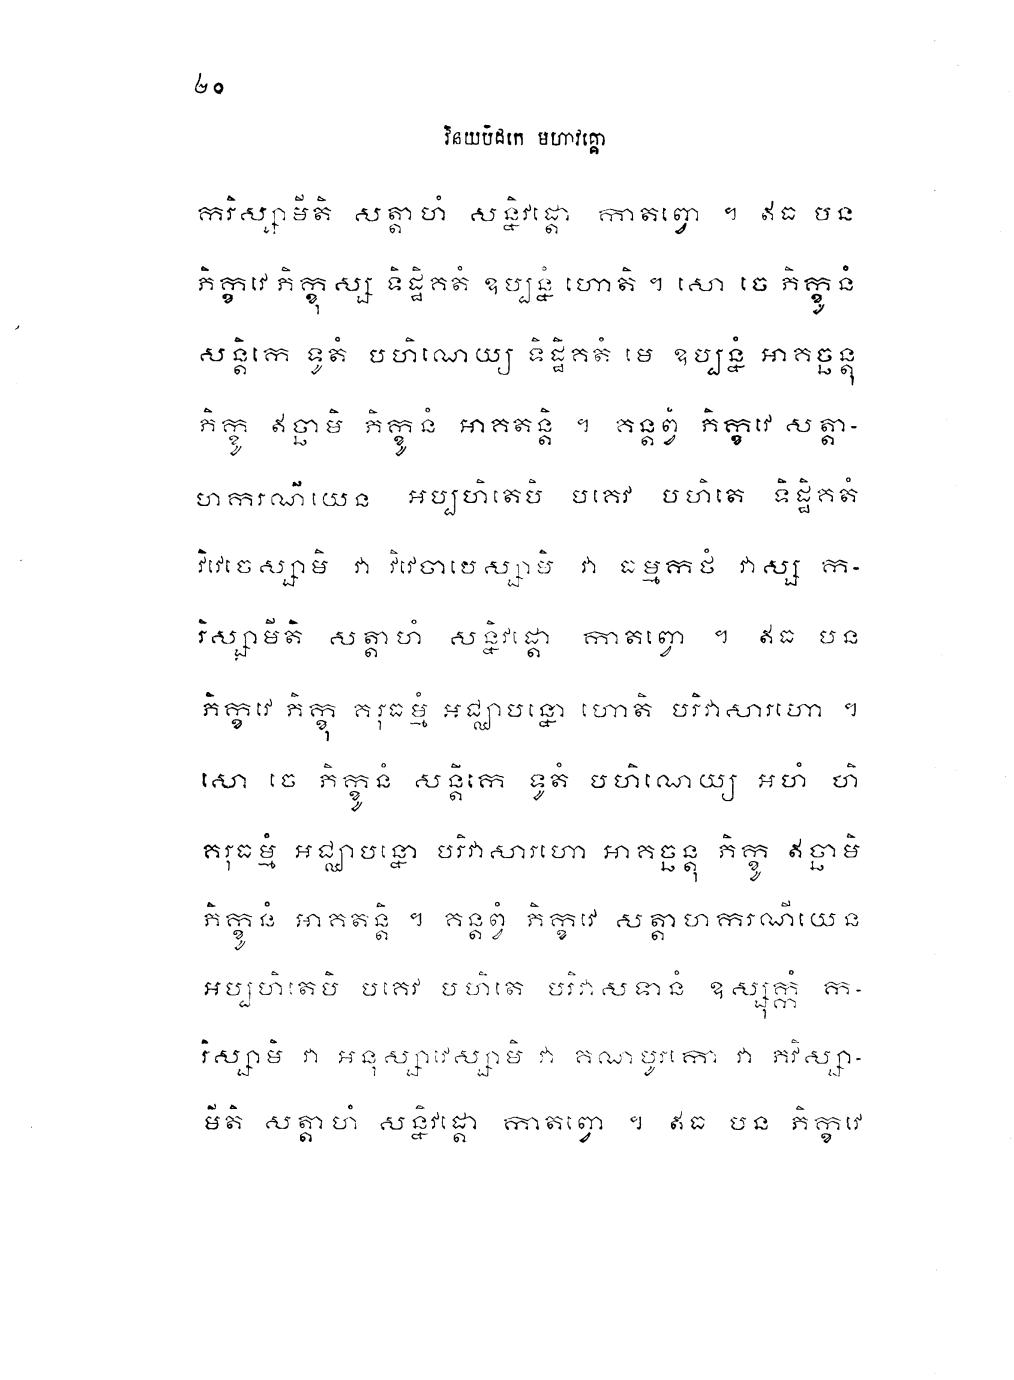 ៤០
វិនយបិដកេ មហាវគ្គោ
ករិស្សាមីតិ សត្តាហំ សន្និវដ្តោ កាតព្វោ ។ ឥធ បន
ភិក្ខវេ ភិក្ខុស្ស ទិដ្ឋិគតំ ឧប្បន្នំ ហោតិ ។ សោ ចេ ភិក្ខូនំ
សន្តិកេ ទូតំ បហិណេយ្យ ទិដ្ឋិគតំ មេ ឧប្បន្នំ អាគច្ឆន្តុ
ភិក្ខូ ឥច្ឆាមិ ភិក្ខូនំ អាគតន្តិ ។ គន្តព្វំ ភិក្ខវេ សត្តា-
ហករណីយេន អប្បហិតេបិ បគេវ បហិតេ ទិដ្ឋិគតំ
វិវេចេស្សាមិ វា វិវេចាបេស្សាមិ វា ធម្មកថំ វាស្ស ក-
រិស្សាមីតិ សត្តាហំ សន្និវដ្តោ កាតព្វោ ។ ឥធ បន
ភិក្ខវេ ភិក្ខុ គរុធម្មំ អជ្ឈាបន្នោ ហោតិ បរិវាសារហោ ។
សោ ចេ ភិក្ខូនំ សន្តិកេ ទូតំ បហិណេយ្យ អហំ ហិ
គរុធម្មំ អជ្ឈាបន្នោ បរិវាសារហោ អាគច្ឆន្តុ ភិក្ខូ ឥច្ឆាមិ
ភិក្ខូនំ អាគតន្តិ ។ គន្តព្វំ ភិក្ខវេ សត្តាហករណីយេន
អប្បហិតេបិ បគេវ បហិតេ បរិវាសទានំ ឧស្សុក្កំ ក-
រិស្សាមិ វា អនុស្សាវេស្សាមិ វា គណបូរកោ វា ភវិស្សា-
មីតិ សត្តាហំ សន្និវដ្តោ កាតព្វោ ។ ឥធ បន ភិក្ខវេ